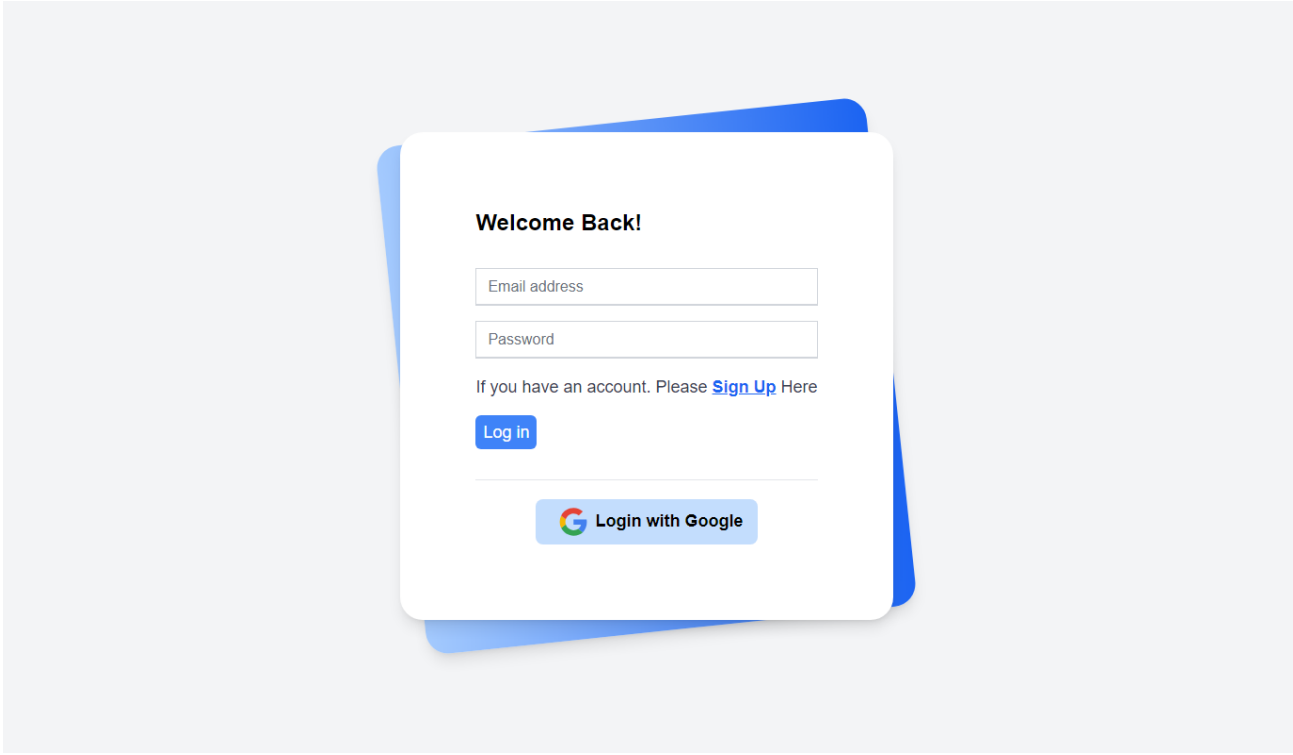 Welcome Back!
Email address
Password
If you have an account. Please Sign Up Here
Log in
Login with Google